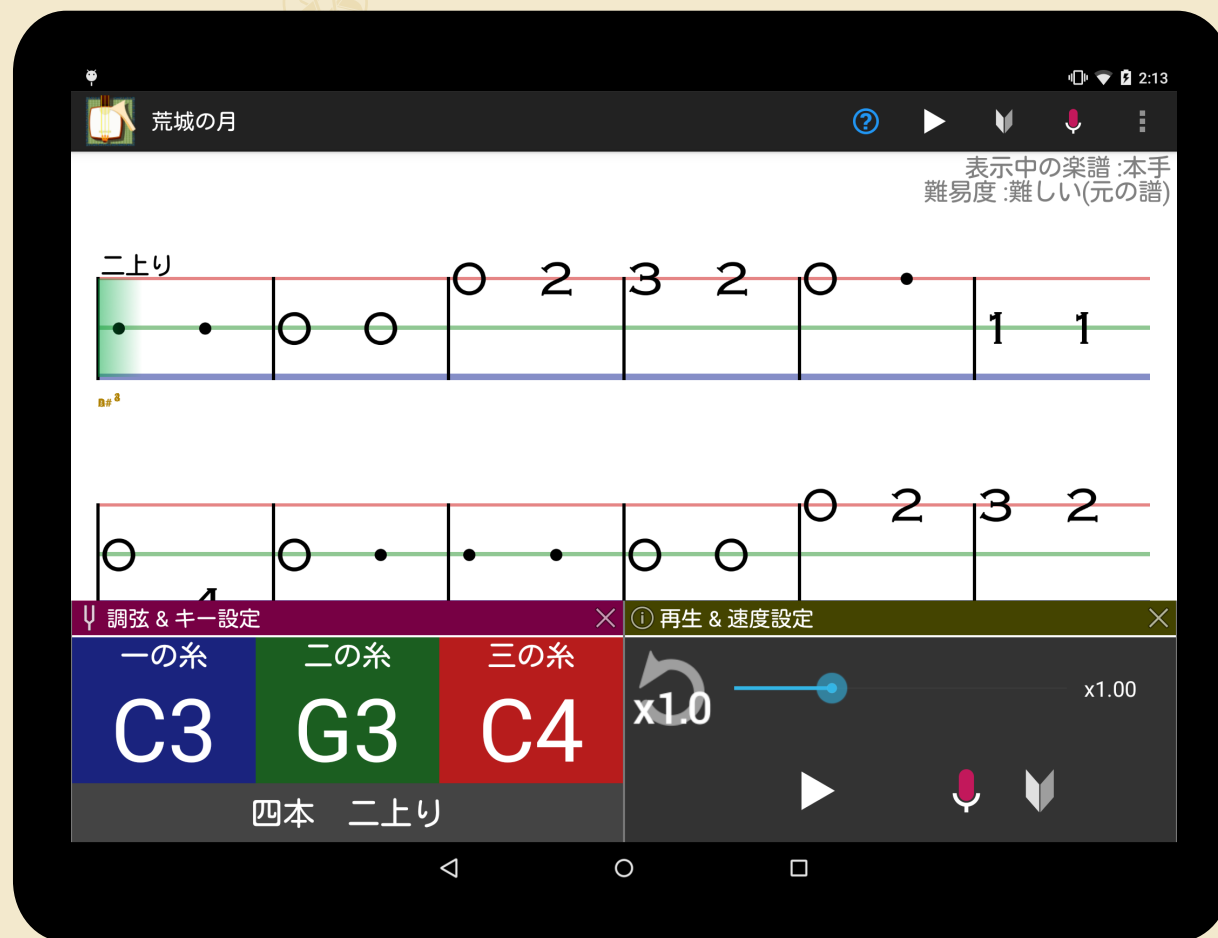 2:13
荒城の月
表示中の楽譜 :本手
難易度 :難しい(元の譜)
二上り
0 2 3 2 0
0 0 1 1
0 2 3 2
0 0 0 0
4
調弦 & キー設定
再生 & 速度設定
一の糸 二の糸 三の糸
C3 G3 C4
四本 二上り
x1.0
x1.00